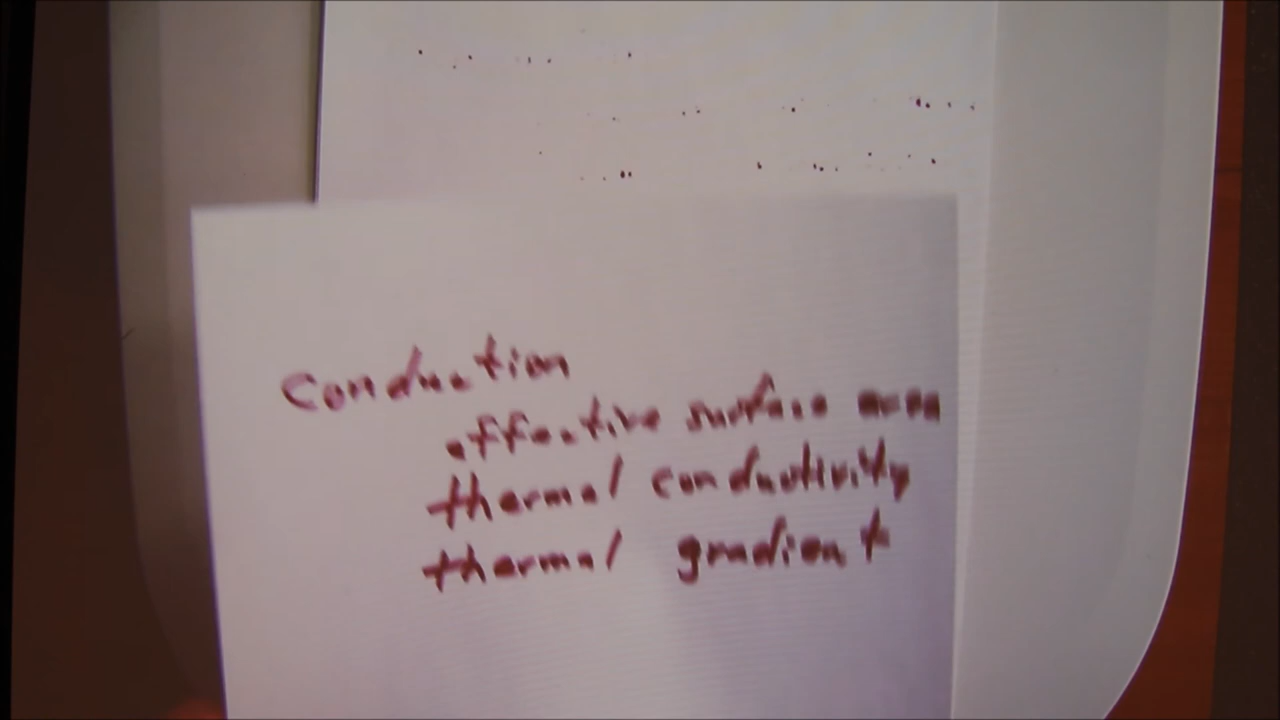 conduction
effective surface area
thermal conductivity
thermal gradient